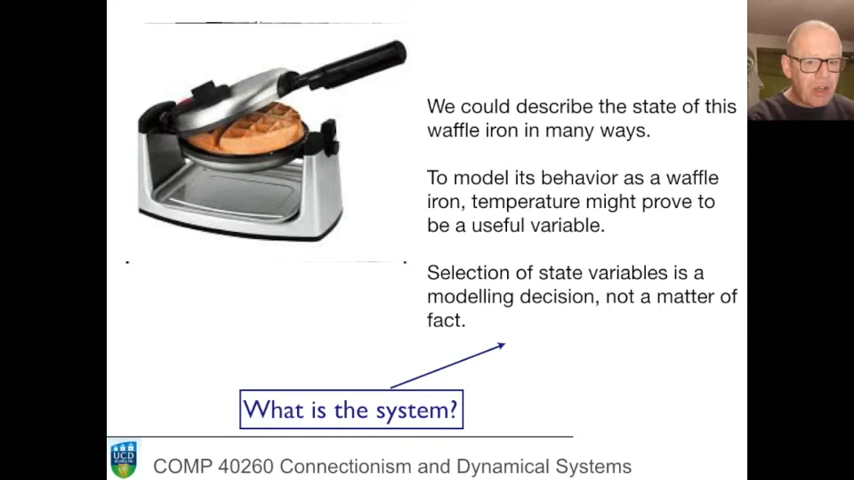 We could describe the state of this
waffle iron in many ways.
To model its behavior as a waffle
iron, temperature might prove to
be a useful variable.
Selection of state variables is a
modelling decision, not a matter of
fact.
What is the system?
UCD
DUBLIN
COMP 40260 Connectionism and Dynamical Systems